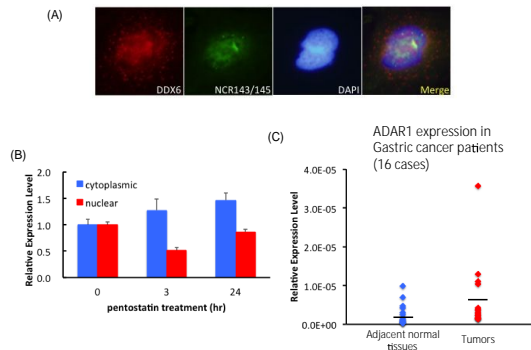 (A)
DDX6
NCR143/145
DAPI
Merge
(B)
Relative Expression Level
2.0
1.5
1.0
0.5
0.0
cytoplasmic
nuclear
0
3
24
pentostatin treatment (hr)
(C)
ADAR1 expression in
Gastric cancer patients
(16 cases)
Relative Expression Level
4.0E-05
3.0E-05
2.0E-05
1.0E-05
0.0E+00
Adjacent normal
tissues
Tumors